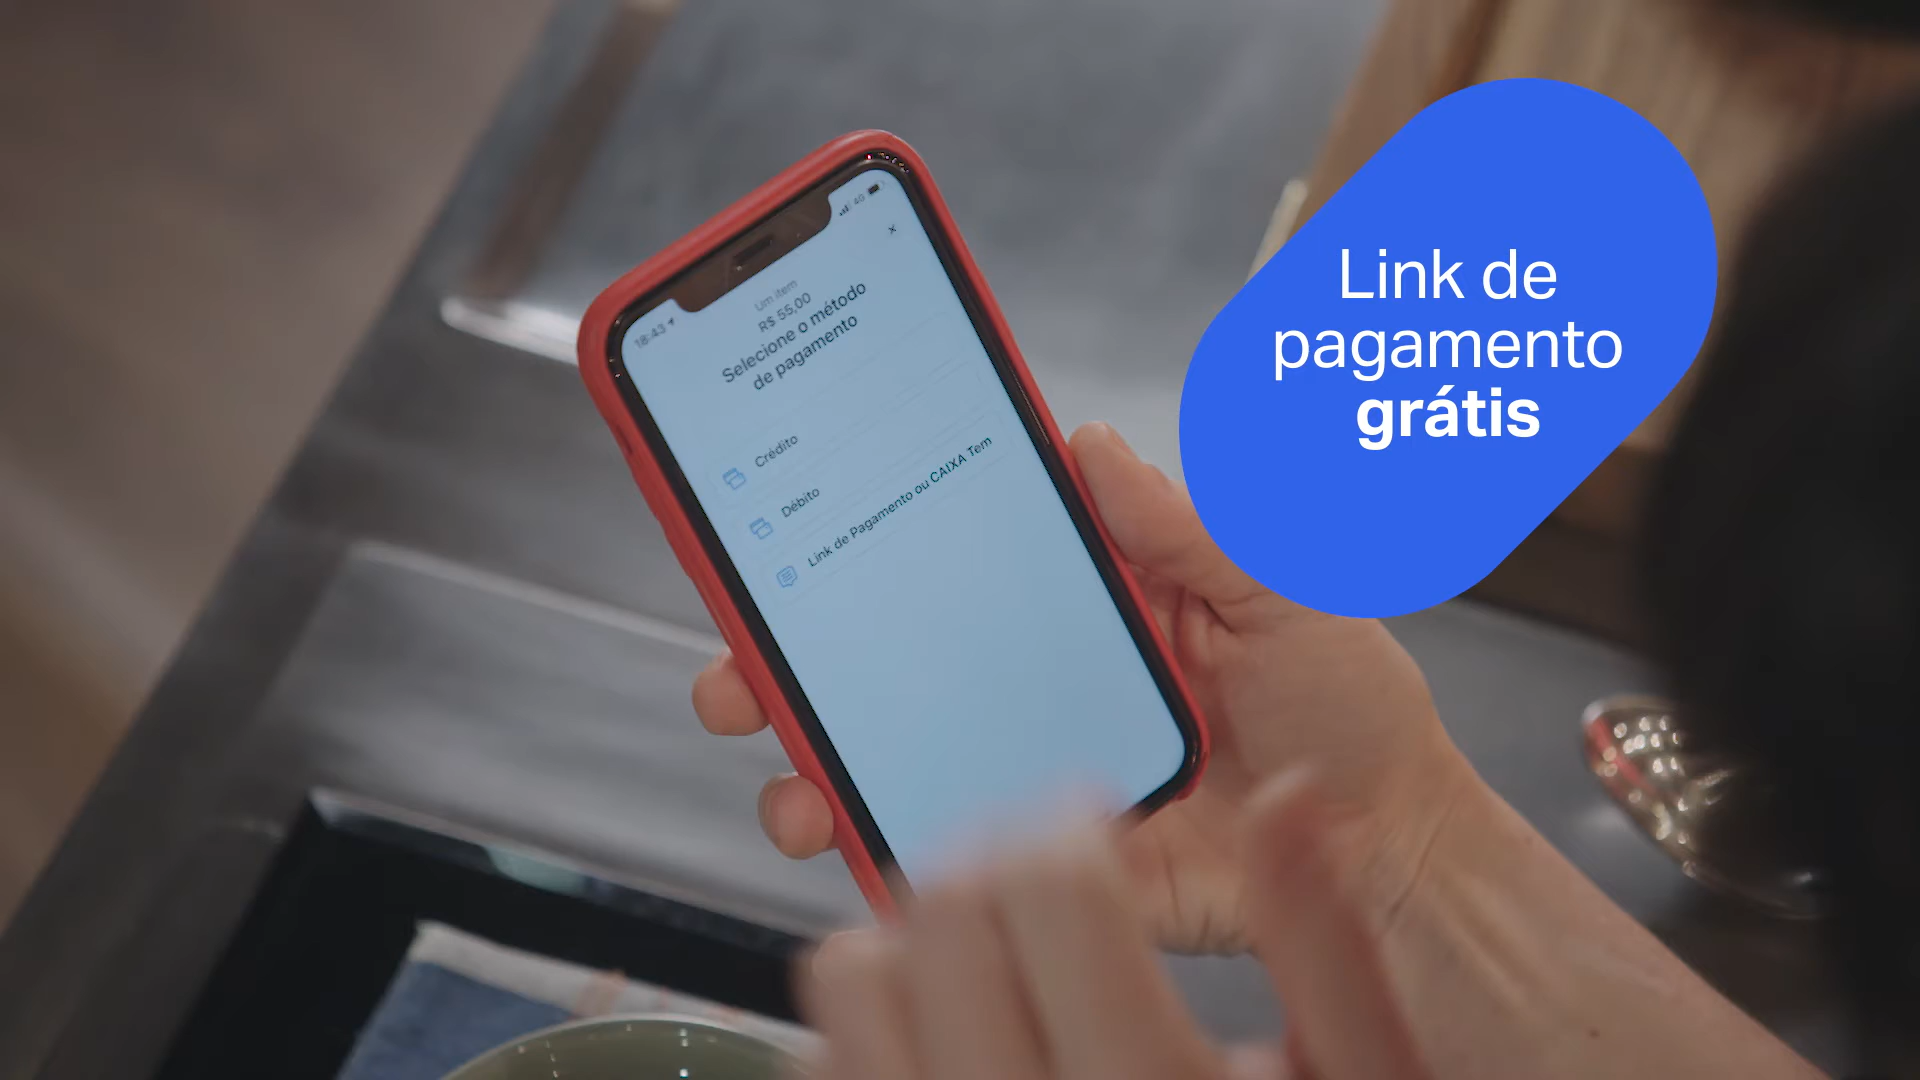 18:43
4G
Um item
R$ 55,00
Selecione o método
de pagamento
Crédito
Débito
Link de Pagamento ou CAIXA Tem
Link de
pagamento
grátis